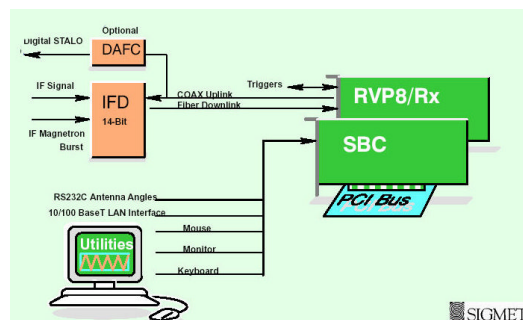 Optional
Digital STALO
DAFC
IF Signal
IFD
14-Bit
IF Magnetron
Burst
COAX Uplink
Fiber Downlink
Triggers
RVP8/Rx
SBC
PCI Bus
RS232C Antenna Angles
10/100 BaseT LAN Interface
Mouse
Monitor
Keyboard
Utilities
SIGMET